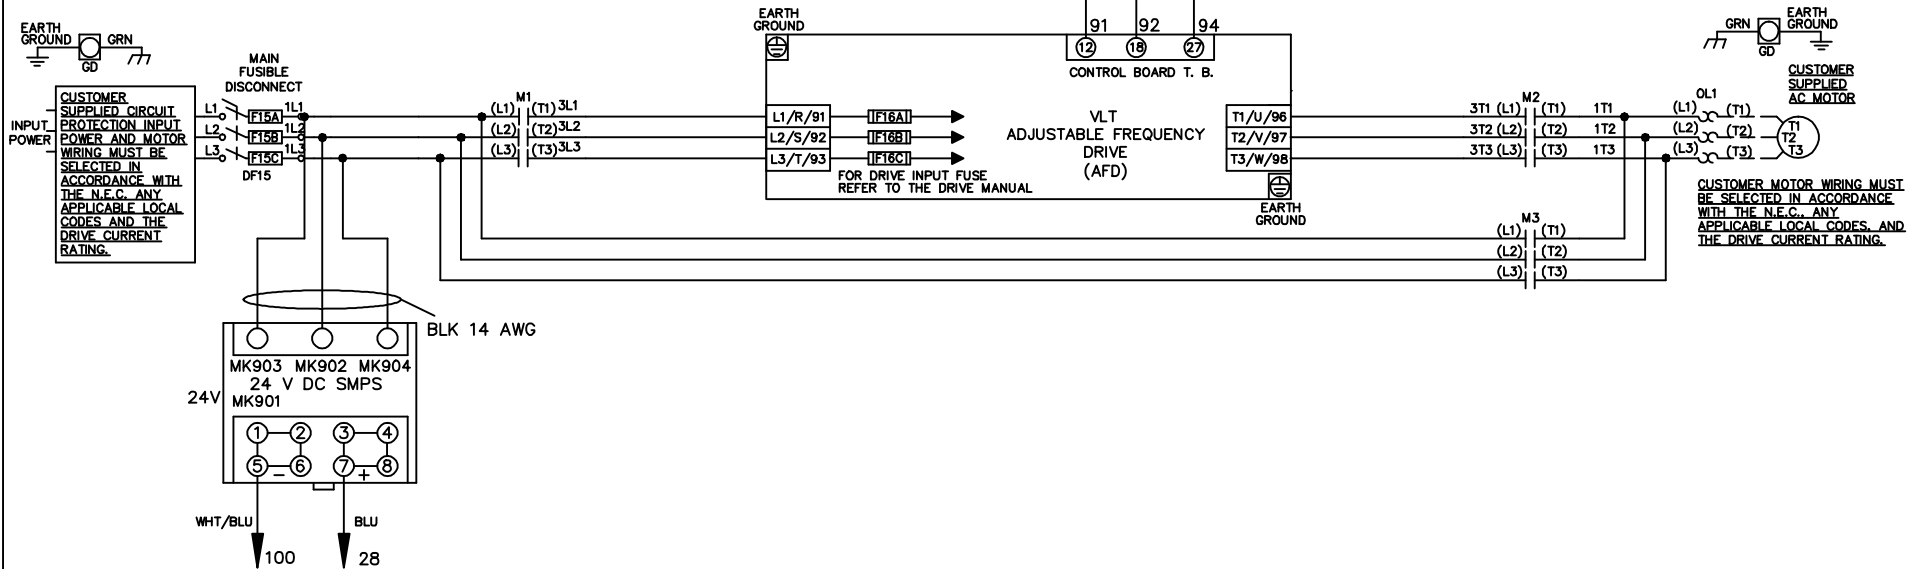 EARTH
GROUND
GRN
GD
EARTH
GROUND
91
92
94
12
18
27
CONTROL BOARD T. B.
GRN
EARTH
GROUND
GD
MAIN
FUSIBLE
DISCONNECT
CUSTOMER
SUPPLIED
AC MOTOR
INPUT
POWER
CUSTOMER
SUPPLIED CIRCUIT
PROTECTION INPUT
POWER AND MOTOR
WIRING MUST BE
SELECTED IN
ACCORDANCE WITH
THE N.E.C. ANY
APPLICABLE LOCAL
CODES AND THE
DRIVE CURRENT
RATING.
L1
F15A
1L1
L2
F15B
1L2
L3
F15C
1L3
DF15
M1
(L1)
(T1)
3L1
(L2)
(T2)
3L2
(L3)
(T3)
3L3
L1/R/91
F16A
L2/S/92
F16B
L3/T/93
F16C
FOR DRIVE INPUT FUSE
REFER TO THE DRIVE MANUAL
VLT
ADJUSTABLE FREQUENCY
DRIVE
(AFD)
T1/U/96
T2/V/97
T3/W/98
EARTH
GROUND
M2
3T1
(L1)
(T1)
1T1
3T2
(L2)
(T2)
1T2
3T3
(L3)
(T3)
1T3
OL1
(L1)
(T1)
(L2)
(T2)
(L3)
(T3)
T1
T2
T3
CUSTOMER MOTOR WIRING MUST
BE SELECTED IN ACCORDANCE
WITH THE N.E.C., ANY
APPLICABLE LOCAL CODES, AND
THE DRIVE CURRENT RATING.
M3
(L1)
(T1)
(L2)
(T2)
(L3)
(T3)
BLK 14 AWG
MK903
MK902
MK904
24 V DC SMPS
24V
MK901
1
2
3
4
5
6
7
8
−
+
WHT/BLU
BLU
100
28